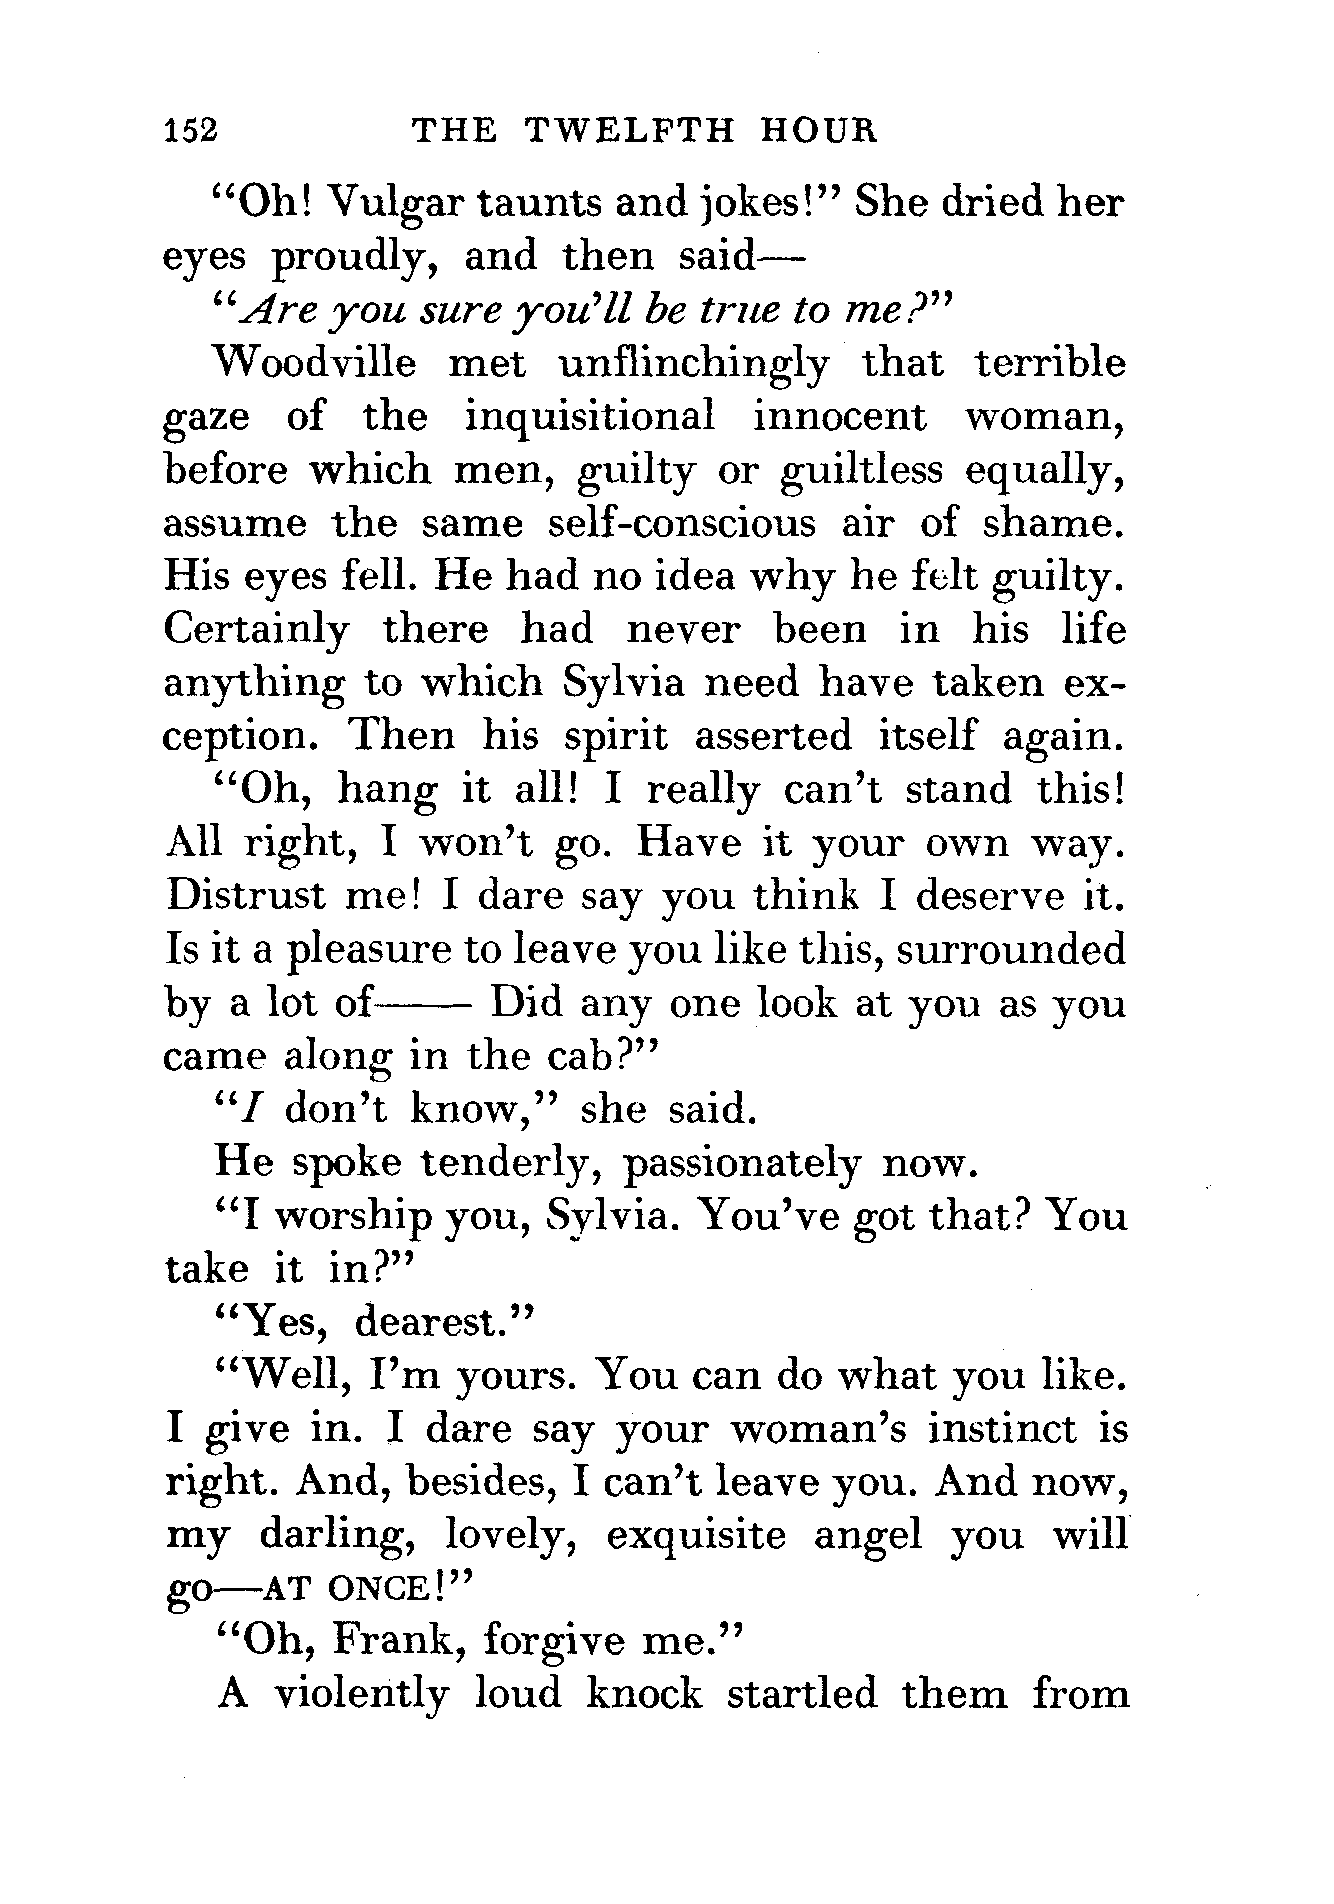 152 THE TWELFTH HOUR
“Oh! Vulgar taunts and jokes!” She dried her
eyes proudly, and then said—
“Are you sure you’ll be true to me?”
Woodville met unflinchingly that terrible
gaze of the inquisitional innocent woman,
before which men, guilty or guiltless equally,
assume the same self-conscious air of shame.
His eyes fell. He had no idea why he felt guilty.
Certainly there had never been in his life
anything to which Sylvia need have taken ex-
ception. Then his spirit asserted itself again.
“Oh, hang it all! I really can’t stand this!
All right, I won’t go. Have it your own way.
Distrust me! I dare say you think I deserve it.
Is it a pleasure to leave you like this, surrounded
by a lot of—— Did any one look at you as you
came along in the cab?”
“I don’t know,” she said.
He spoke tenderly, passionately now.
“I worship you, Sylvia. You’ve got that? You
take it in?”
“Yes, dearest.”
“Well, I’m yours. You can do what you like.
I give in. I dare say your woman’s instinct is
right. And, besides, I can’t leave you. And now,
my darling, lovely, exquisite angel you will
go—AT ONCE!”
“Oh, Frank, forgive me.”
A violently loud knock startled them from